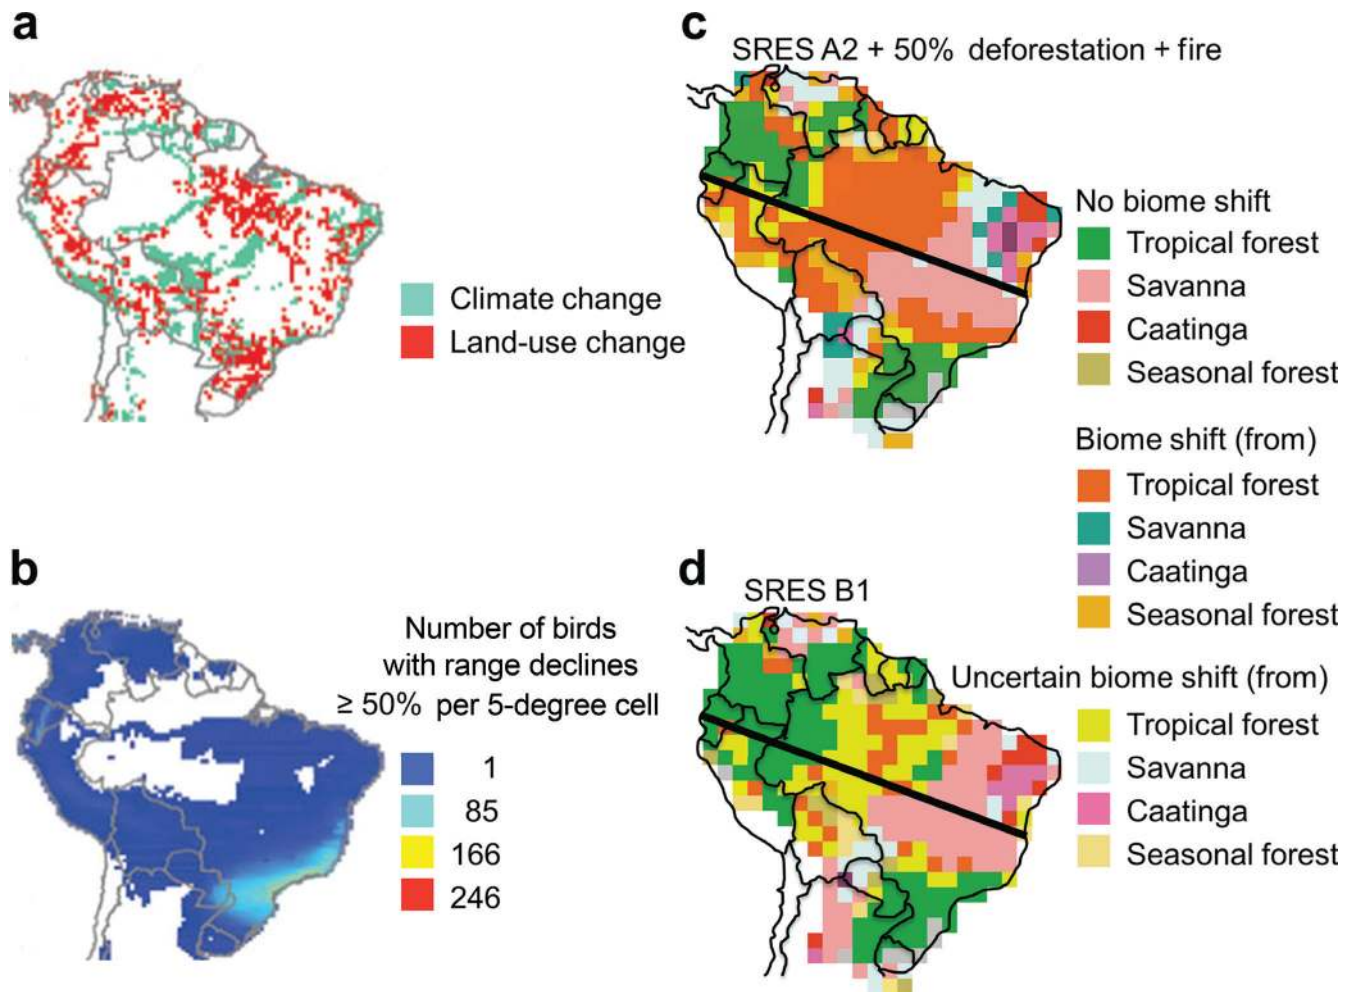 a
Climate change
Land-use change
b
Number of birds
with range declines
≥ 50% per 5-degree cell
1
85
166
246
c
SRES A2 + 50% deforestation + fire
No biome shift
Tropical forest
Savanna
Caatinga
Seasonal forest
Biome shift (from)
Tropical forest
Savanna
Caatinga
Seasonal forest
d
SRES B1
Uncertain biome shift (from)
Tropical forest
Savanna
Caatinga
Seasonal forest